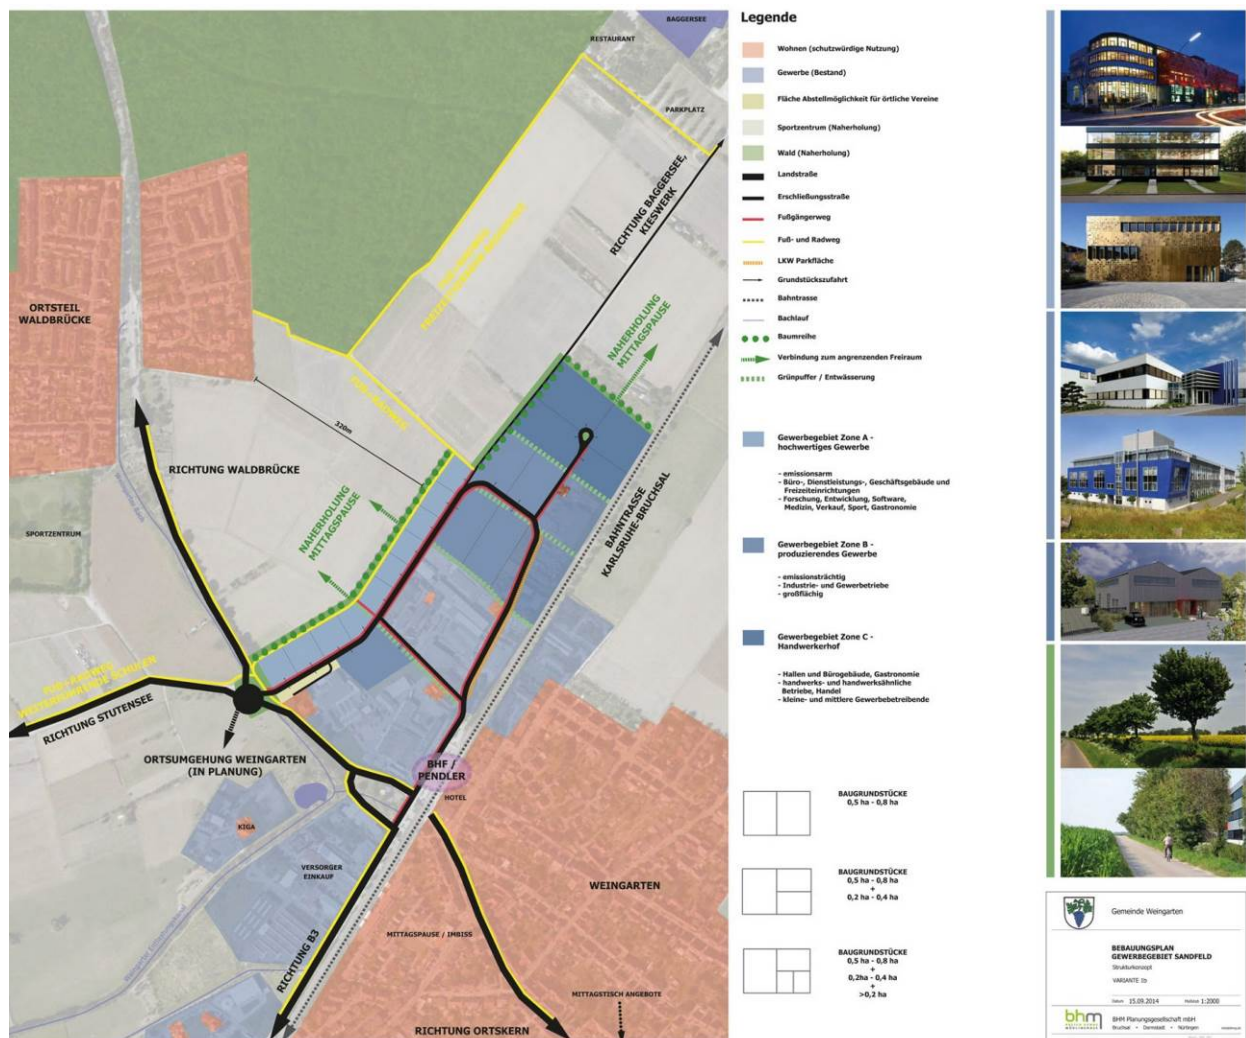 BAGGERSEE
RESTAURANT
PARKPLATZ
RICHTUNG BAGGERSEE,
KIESWERK
ORTSTEIL
WALDBRÜCKE
NAHERHOLUNG
MITTAGSPAUSE
320m
RICHTUNG WALDBRÜCKE
NAHERHOLUNG
MITTAGSPAUSE
BAHNTRASSE
KARLSRUHE-BRUCHSAL
SPORTZENTRUM
RICHTUNG STUTENSEE
ORTSUMGEHUNG WEINGARTEN
(IN PLANUNG)
BHF /
PENDLER
HOTEL
KIGA
VERSORGER
EINKAUF
WEINGARTEN
MITTAGSPAUSE / IMBISS
RICHTUNG B3
MITTAGSTISCH ANGEBOTE
RICHTUNG ORTSKERN
Legende
Wohnen (schutzwürdige Nutzung)
Gewerbe (Bestand)
Fläche Abstellmöglichkeit für örtliche Vereine
Sportzentrum (Naherholung)
Wald (Naherholung)
Landstraße
Erschließungsstraße
Fußgängerweg
Fuß- und Radweg
LKW Parkfläche
Grundstückszufahrt
Bahntrasse
Bachlauf
Baumreihe
Verbindung zum angrenzenden Freiraum
Grünpuffer / Entwässerung
Gewerbegebiet Zone A -
hochwertiges Gewerbe
- emissionsarm
- Büro-, Dienstleistungs-, Geschäftsgebäude und
Freizeiteinrichtungen
- Forschung, Entwicklung, Software,
Medizin, Verkauf, Sport, Gastronomie
Gewerbegebiet Zone B -
produzierendes Gewerbe
- emissionsträchtig
- Industrie- und Gewerbetriebe
- großflächig
Gewerbegebiet Zone C -
Handwerkerhof
- Hallen und Bürogebäude, Gastronomie
- handwerks- und handwerksähnliche
Betriebe, Handel
- kleine- und mittlere Gewerbebetreibende
BAUGRUNDSTÜCKE
0,5 ha - 0,8 ha
BAUGRUNDSTÜCKE
0,5 ha - 0,8 ha
+
0,2 ha - 0,4 ha
BAUGRUNDSTÜCKE
0,5 ha - 0,8 ha
+
0,2ha - 0,4 ha
+
>0,2 ha
Gemeinde Weingarten
BEBAUUNGSPLAN
GEWERBEGEBIET SANDFELD
Strukturkonzept
VARIANTE 1b
Datum 15.09.2014 Maßstab 1:2000
bhm
BHM Planungsgesellschaft mbH
Bruchsal • Darmstadt • Nürtingen